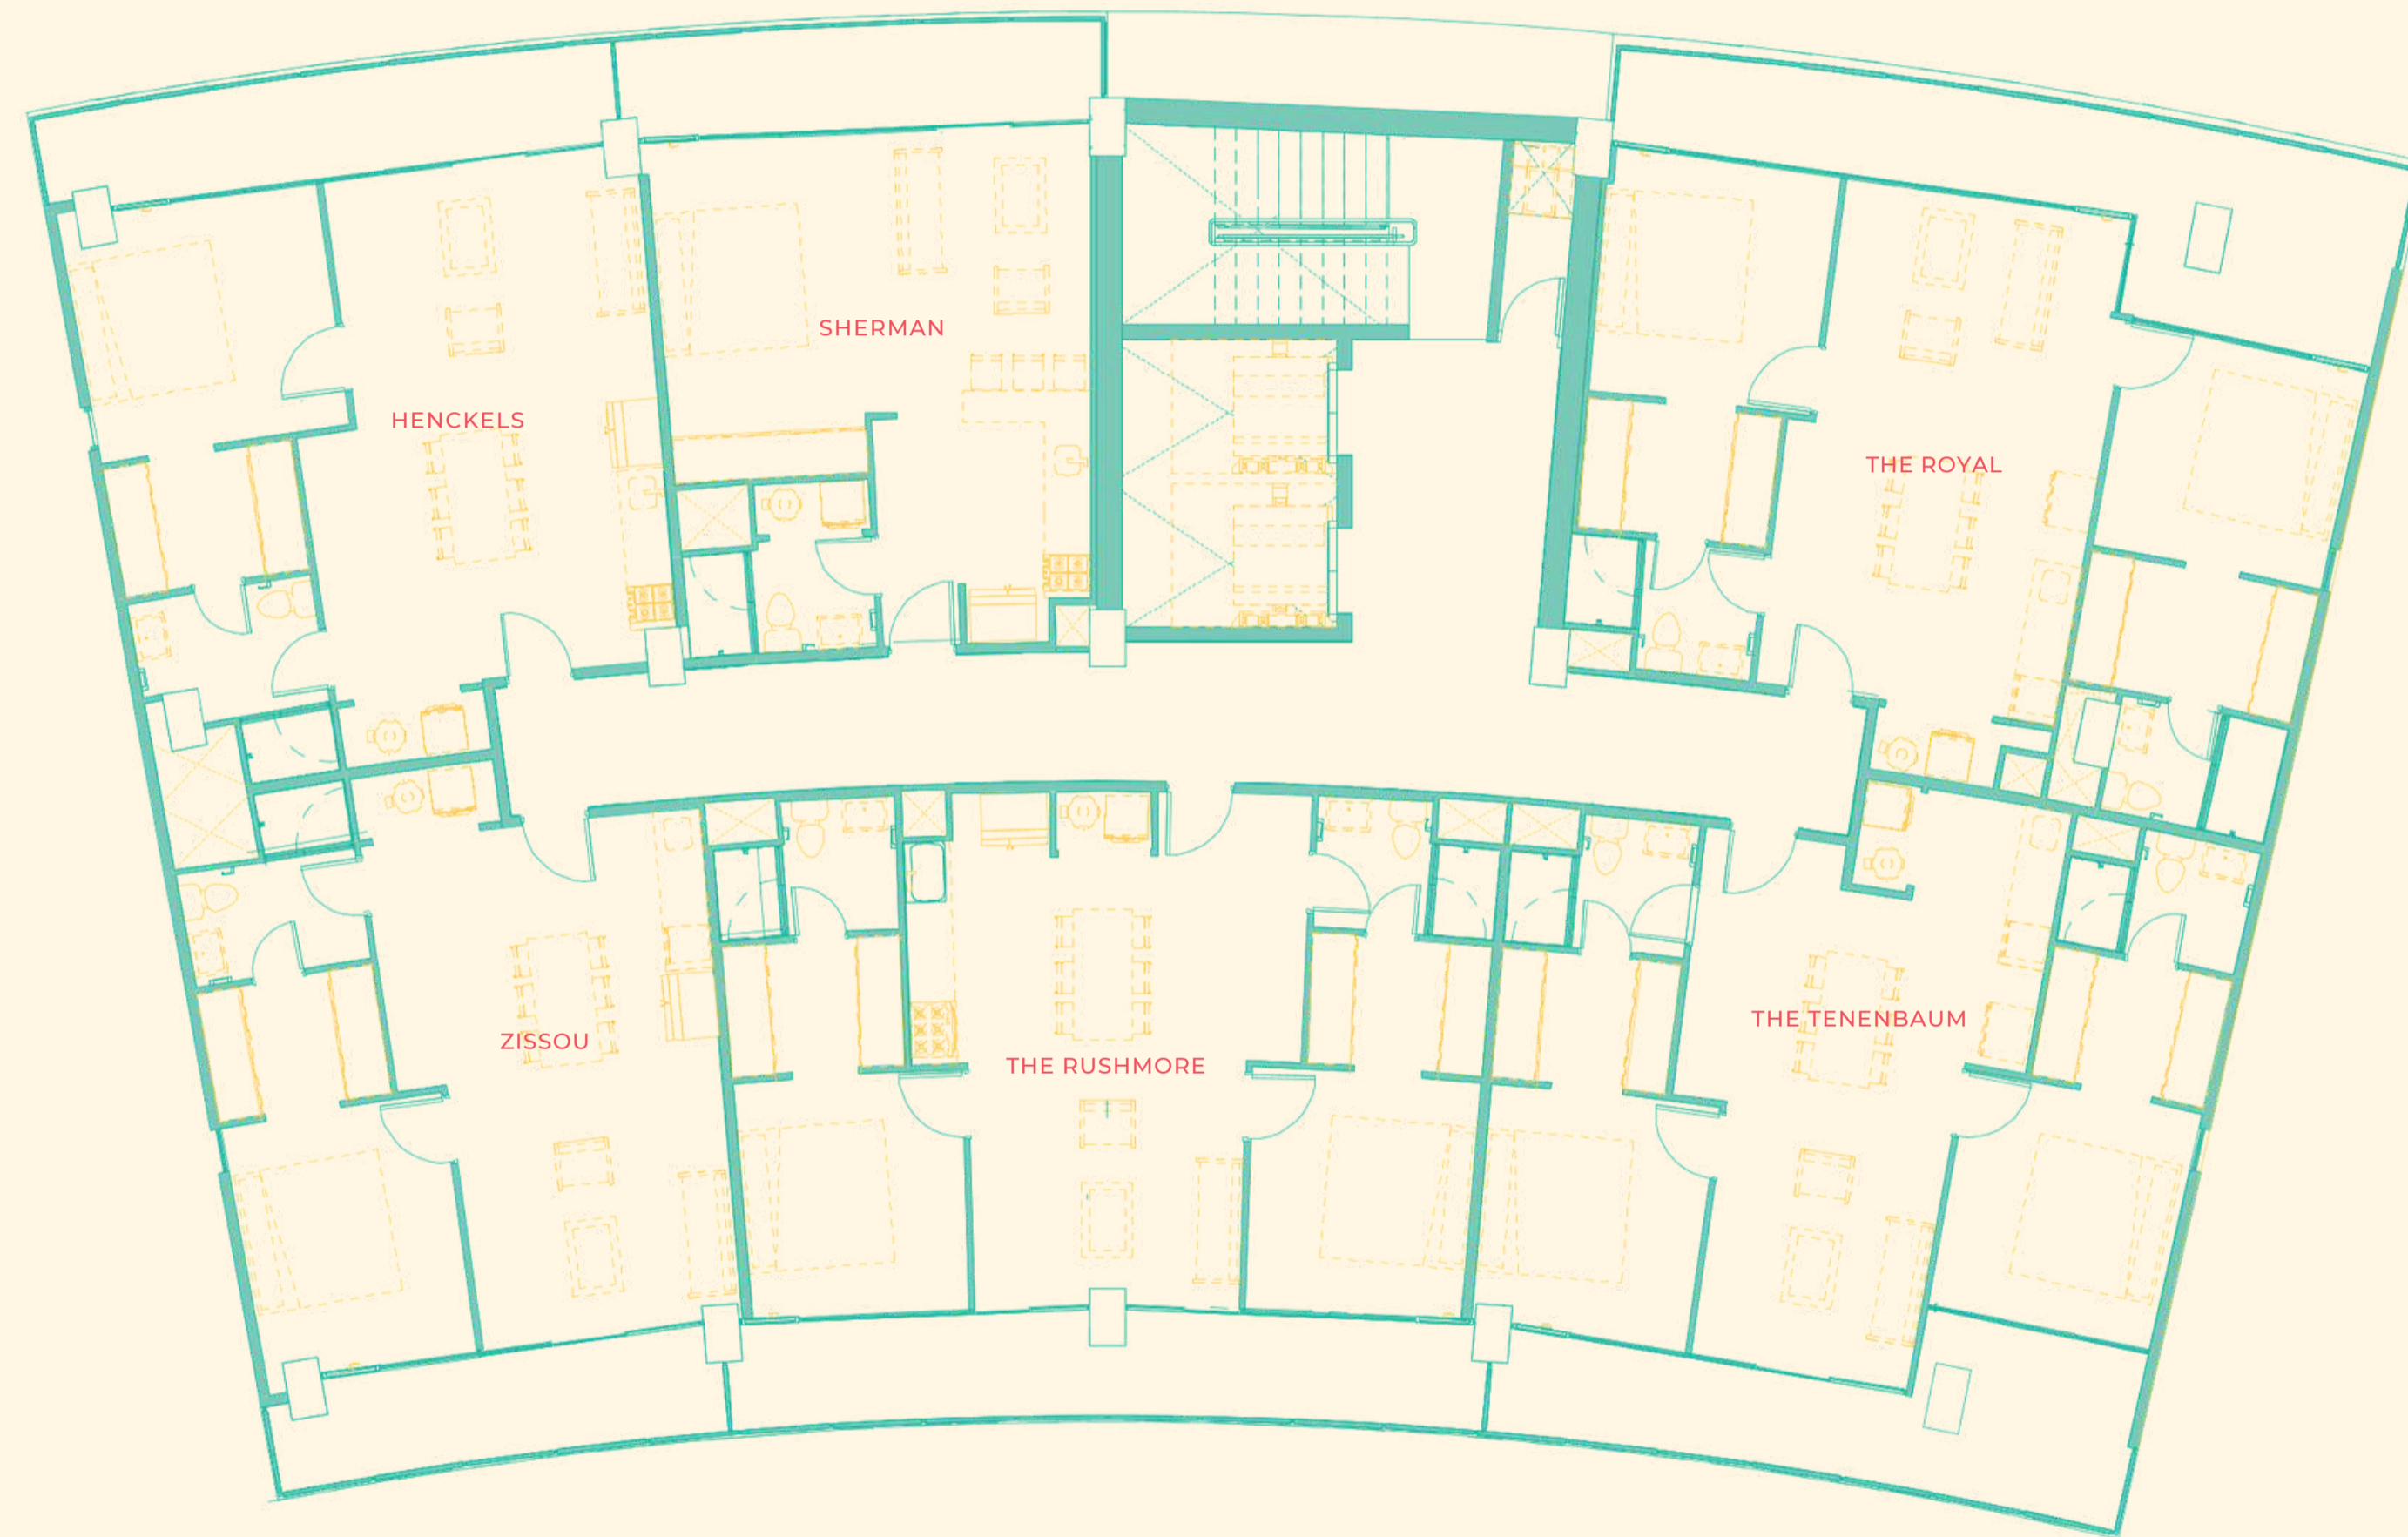 SHERMAN
HENCKELS
THE ROYAL
THE TENENBAUM
ZISSOU
THE RUSHMORE